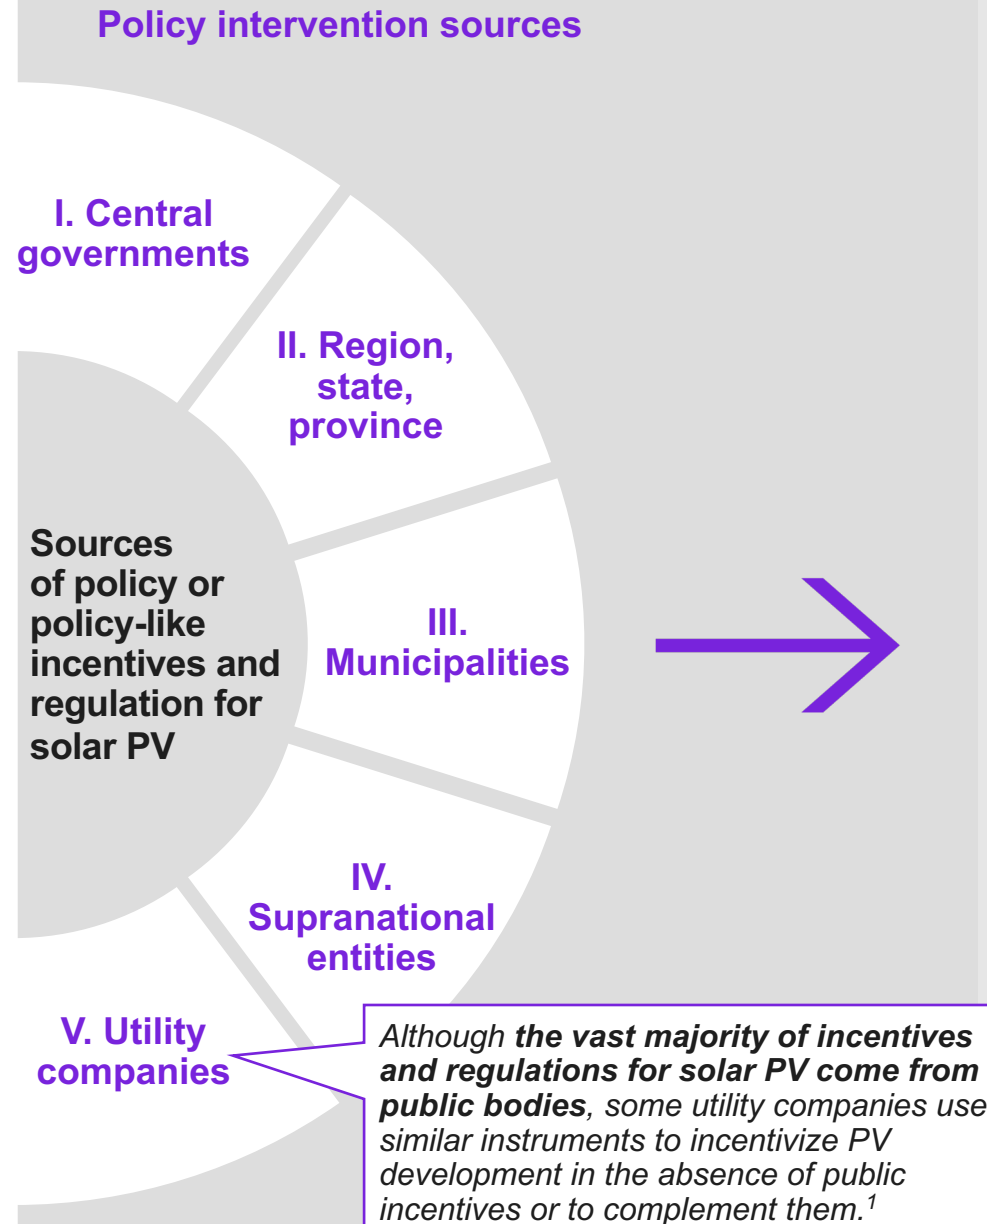 Policy intervention sources
I. Central
governments
II. Region,
state,
province
Sources
of policy or
policy-like
incentives and
regulation for
solar PV
III.
Municipalities
IV.
Supranational
entities
V. Utility
companies
Although the vast majority of incentives
and regulations for solar PV come from
public bodies, some utility companies use
similar instruments to incentivize PV
development in the absence of public
incentives or to complement them.¹